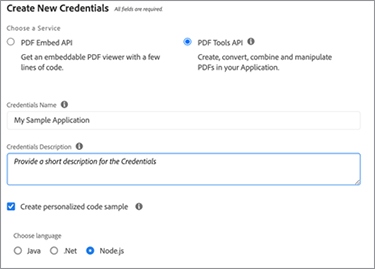 Create New Credentials All fields are required.
Choose a Service
PDF Embed API
Get an embeddable PDF viewer with a few
lines of code.
PDF Tools API
Create, convert, combine and manipulate
PDFs in your Application.
Credentials Name
My Sample Application
Credentials Description
Provide a short description for the Credentials
Create personalized code sample
Choose language
Java .Net Node.js